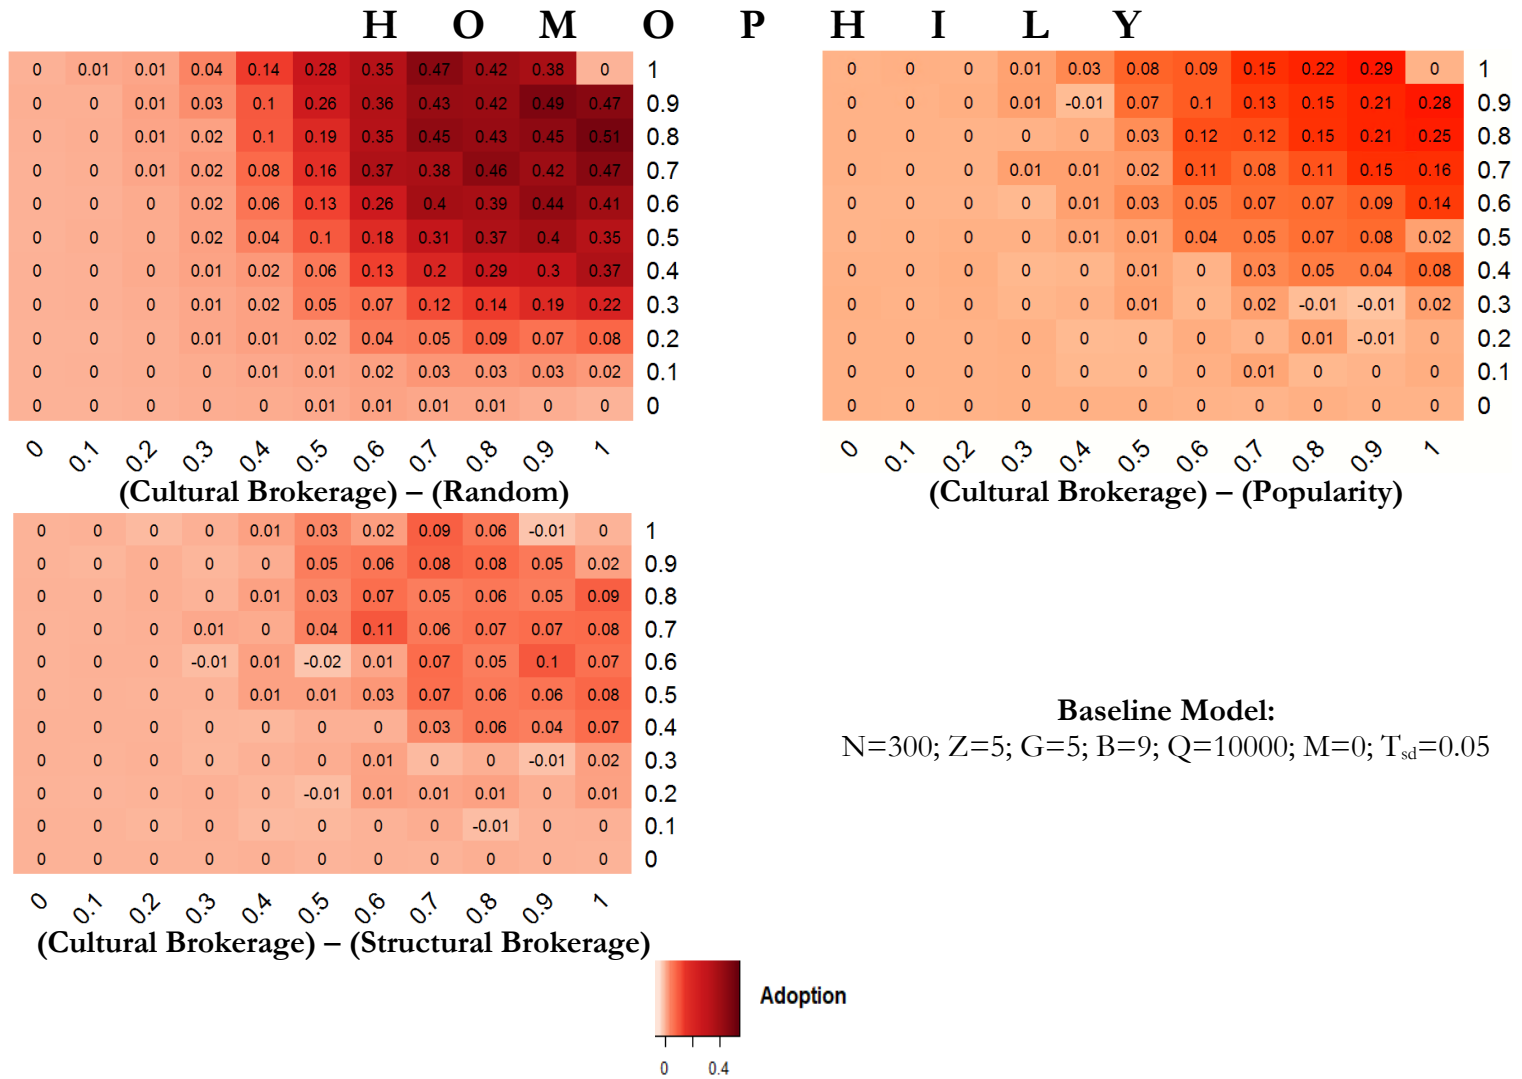 H O M O P H I L Y
0 0.01 0.01 0.04 0.14 0.28 0.35 0.47 0.42 0.38 0 1
0 0 0.01 0.03 0.1 0.26 0.36 0.43 0.42 0.49 0.47 0.9
0 0 0.01 0.02 0.1 0.19 0.35 0.45 0.43 0.45 0.51 0.8
0 0 0.01 0.02 0.08 0.16 0.37 0.38 0.46 0.42 0.47 0.7
0 0 0 0.02 0.06 0.13 0.26 0.4 0.39 0.44 0.41 0.6
0 0 0 0.02 0.04 0.1 0.18 0.31 0.37 0.4 0.35 0.5
0 0 0 0.01 0.02 0.06 0.13 0.2 0.29 0.3 0.37 0.4
0 0 0 0.01 0.02 0.05 0.07 0.12 0.14 0.19 0.22 0.3
0 0 0 0.01 0.01 0.02 0.04 0.05 0.09 0.07 0.08 0.2
0 0 0 0 0.01 0.01 0.02 0.03 0.03 0.03 0.02 0.1
0 0 0 0 0 0.01 0.01 0.01 0.01 0 0 0
0 0.1 0.2 0.3 0.4 0.5 0.6 0.7 0.8 0.9 1
(Cultural Brokerage) – (Random)
0 0 0 0.01 0.03 0.08 0.09 0.15 0.22 0.29 0 1
0 0 0 0.01 -0.01 0.07 0.1 0.13 0.15 0.21 0.28 0.9
0 0 0 0 0 0.03 0.12 0.12 0.15 0.21 0.25 0.8
0 0 0 0.01 0.01 0.02 0.11 0.08 0.11 0.15 0.16 0.7
0 0 0 0 0.01 0.03 0.05 0.07 0.07 0.09 0.14 0.6
0 0 0 0 0.01 0.01 0.04 0.05 0.07 0.08 0.02 0.5
0 0 0 0 0 0.01 0 0.03 0.05 0.04 0.08 0.4
0 0 0 0 0 0.01 0 0.02 -0.01 -0.01 0.02 0.3
0 0 0 0 0 0 0 0 0.01 -0.01 0 0.2
0 0 0 0 0 0 0 0.01 0 0 0 0.1
0 0 0 0 0 0 0 0 0 0 0 0
0 0.1 0.2 0.3 0.4 0.5 0.6 0.7 0.8 0.9 1
(Cultural Brokerage) – (Popularity)
0 0 0 0 0.01 0.03 0.02 0.09 0.06 -0.01 0 1
0 0 0 0 0 0.05 0.06 0.08 0.08 0.05 0.02 0.9
0 0 0 0 0.01 0.03 0.07 0.05 0.06 0.05 0.09 0.8
0 0 0 0.01 0 0.04 0.11 0.06 0.07 0.07 0.08 0.7
0 0 0 -0.01 0.01 -0.02 0.01 0.07 0.05 0.1 0.07 0.6
0 0 0 0 0.01 0.01 0.03 0.07 0.06 0.06 0.08 0.5
0 0 0 0 0 0 0 0.03 0.06 0.04 0.07 0.4
0 0 0 0 0 0 0.01 0 0 -0.01 0.02 0.3
0 0 0 0 0 -0.01 0.01 0.01 0.01 0 0.01 0.2
0 0 0 0 0 0 0 0 -0.01 0 0 0.1
0 0 0 0 0 0 0 0 0 0 0 0
0 0.1 0.2 0.3 0.4 0.5 0.6 0.7 0.8 0.9 1
(Cultural Brokerage) – (Structural Brokerage)
Baseline Model:
N=300; Z=5; G=5; B=9; Q=10000; M=0; Tsd=0.05
Adoption
0 0.4